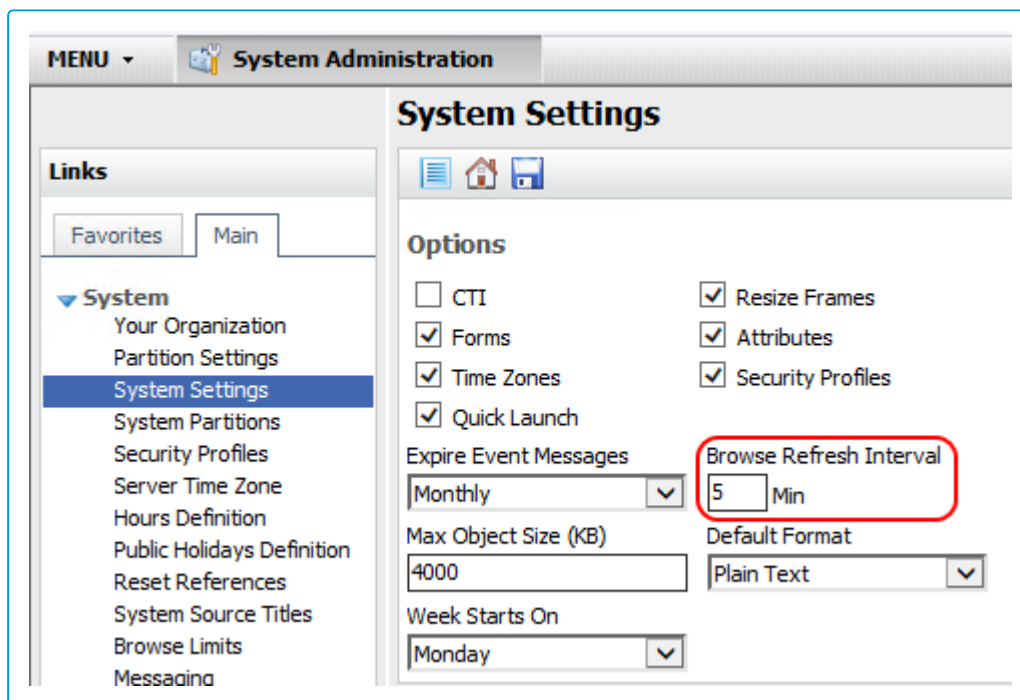 MENU
System Administration
System Settings
Links
Favorites
Main
System
Your Organization
Partition Settings
System Settings
System Partitions
Security Profiles
Server Time Zone
Hours Definition
Public Holidays Definition
Reset References
System Source Titles
Browse Limits
Messaging
Options
CTI
Resize Frames
Forms
Attributes
Time Zones
Security Profiles
Quick Launch
Expire Event Messages
Browse Refresh Interval
Monthly
5 Min
Max Object Size (KB)
Default Format
4000
Plain Text
Week Starts On
Monday